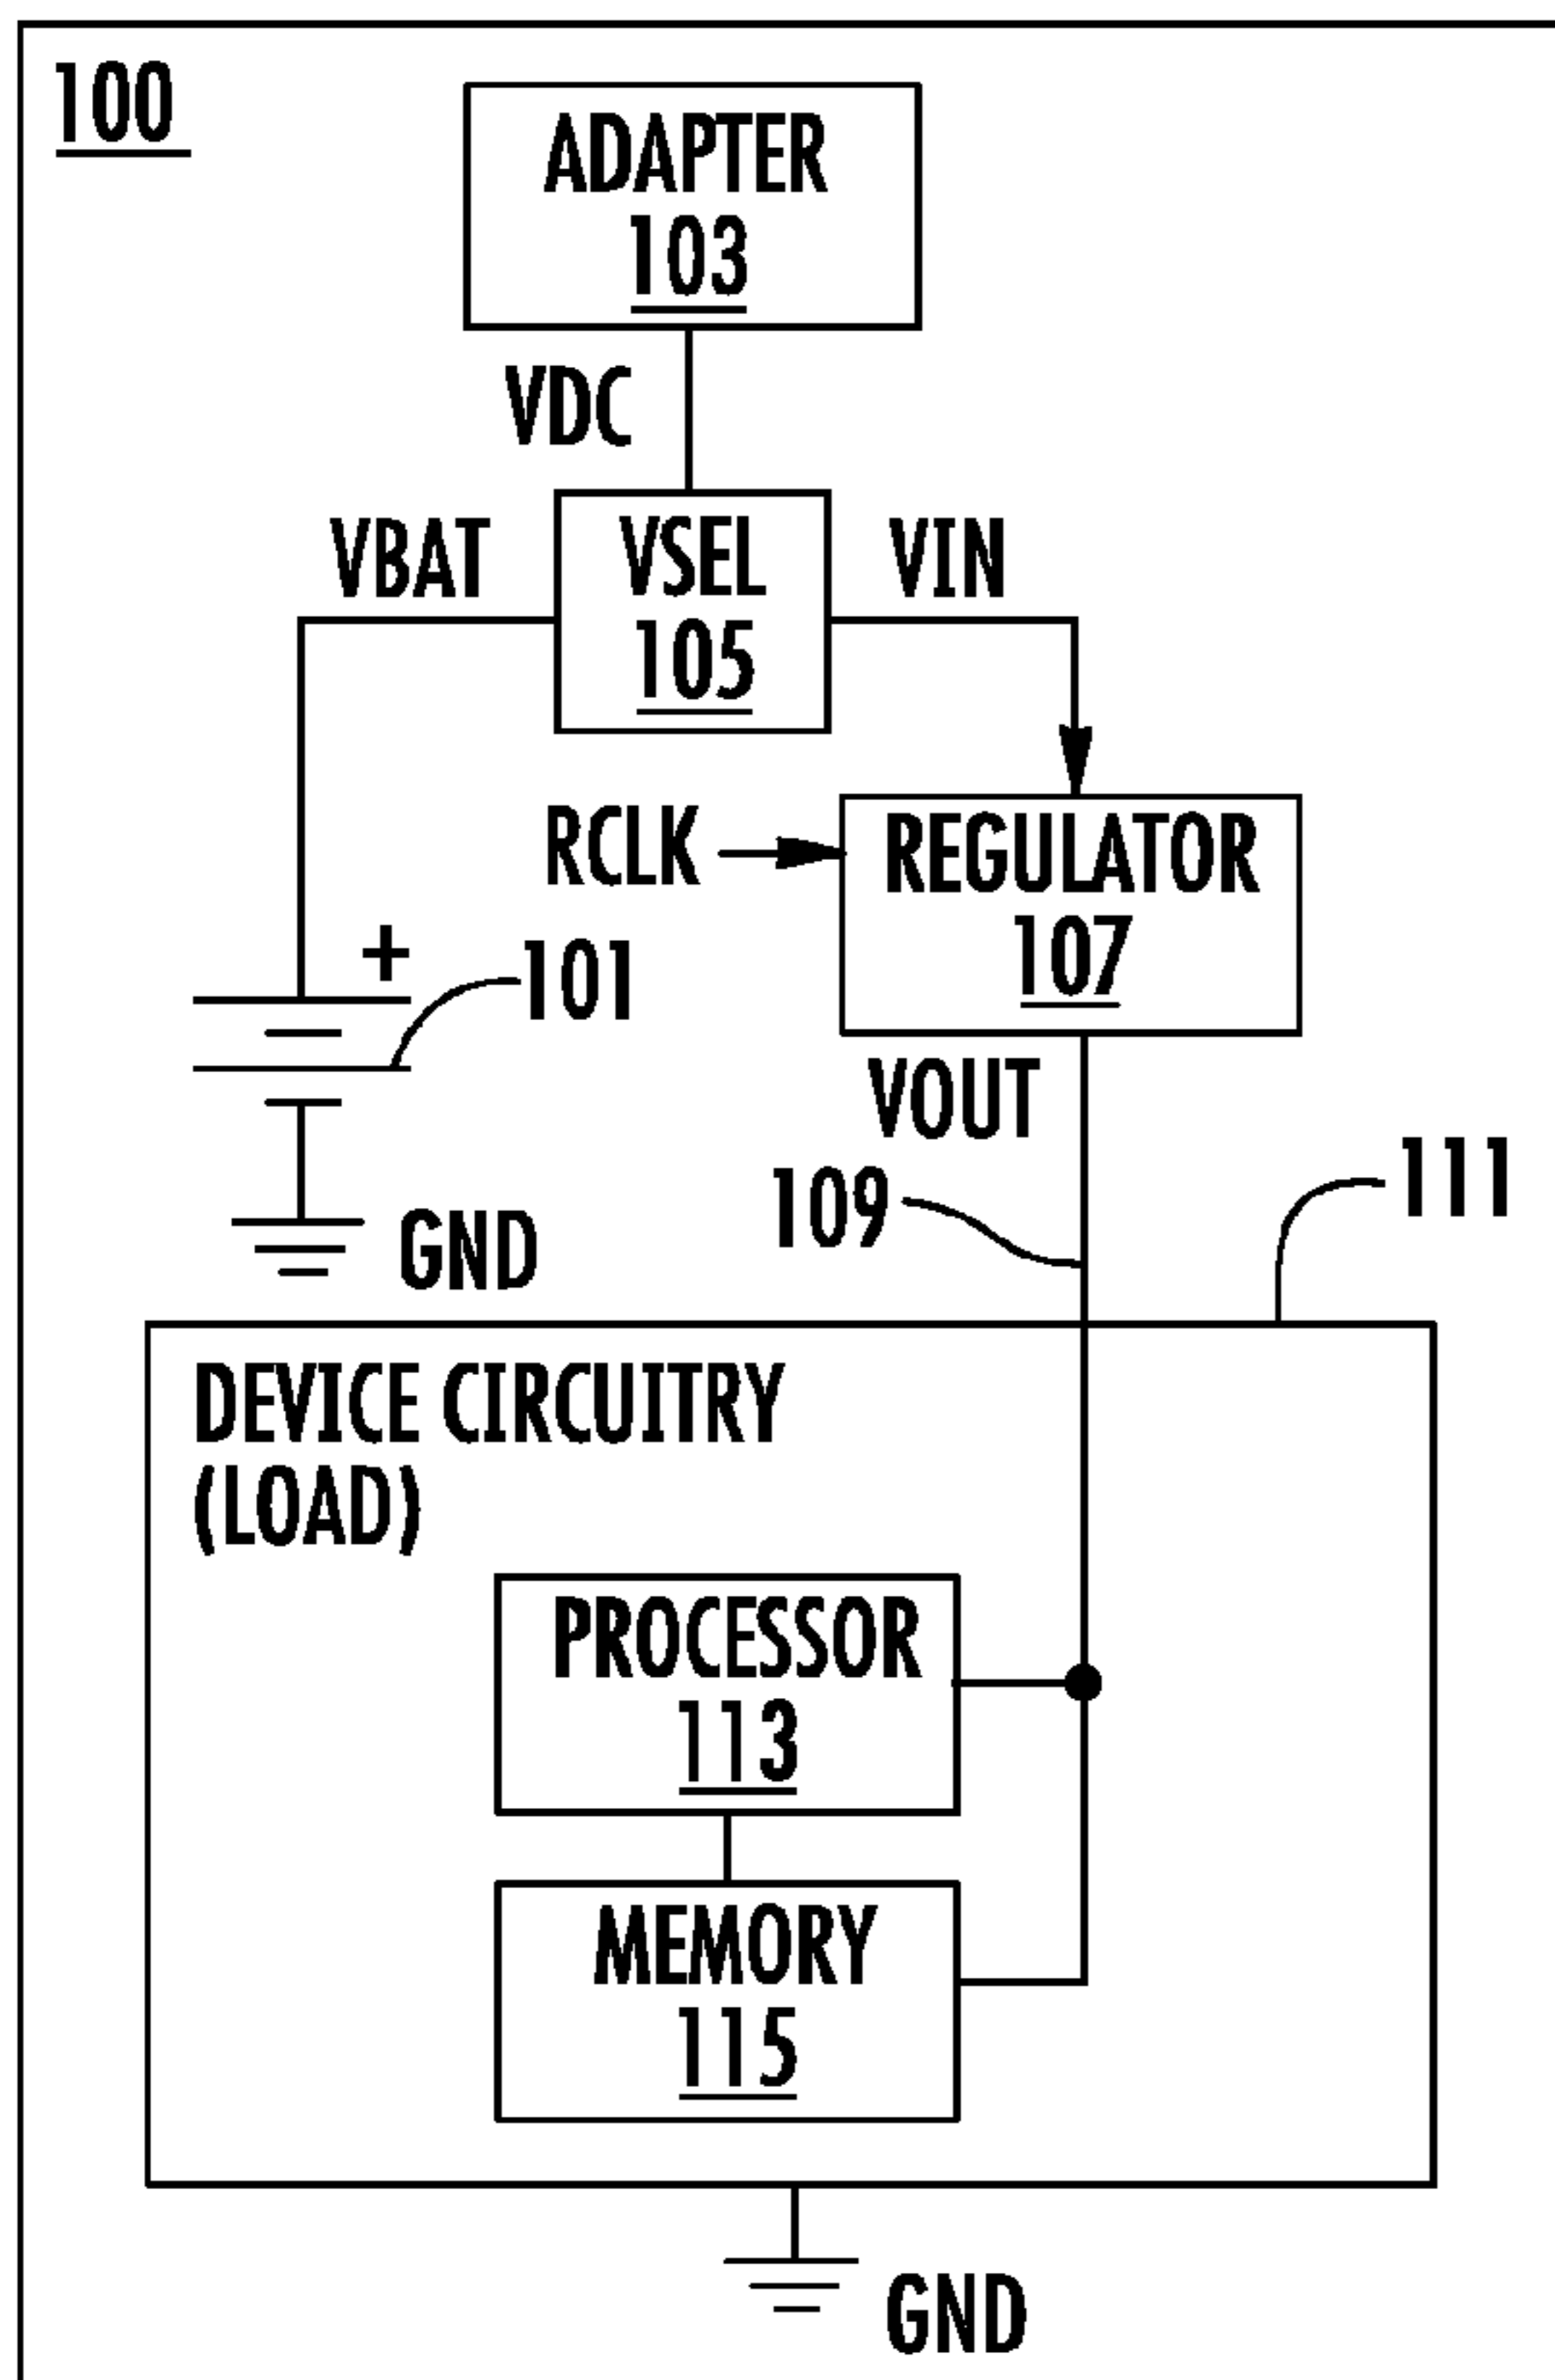 100
ADAPTER
103
VDC
VBAT
VSEL
105
VIN
RCLK
REGULATOR
107
+
101
VOUT
109
111
GND
DEVICE CIRCUITRY
(LOAD)
PROCESSOR
113
MEMORY
115
GND